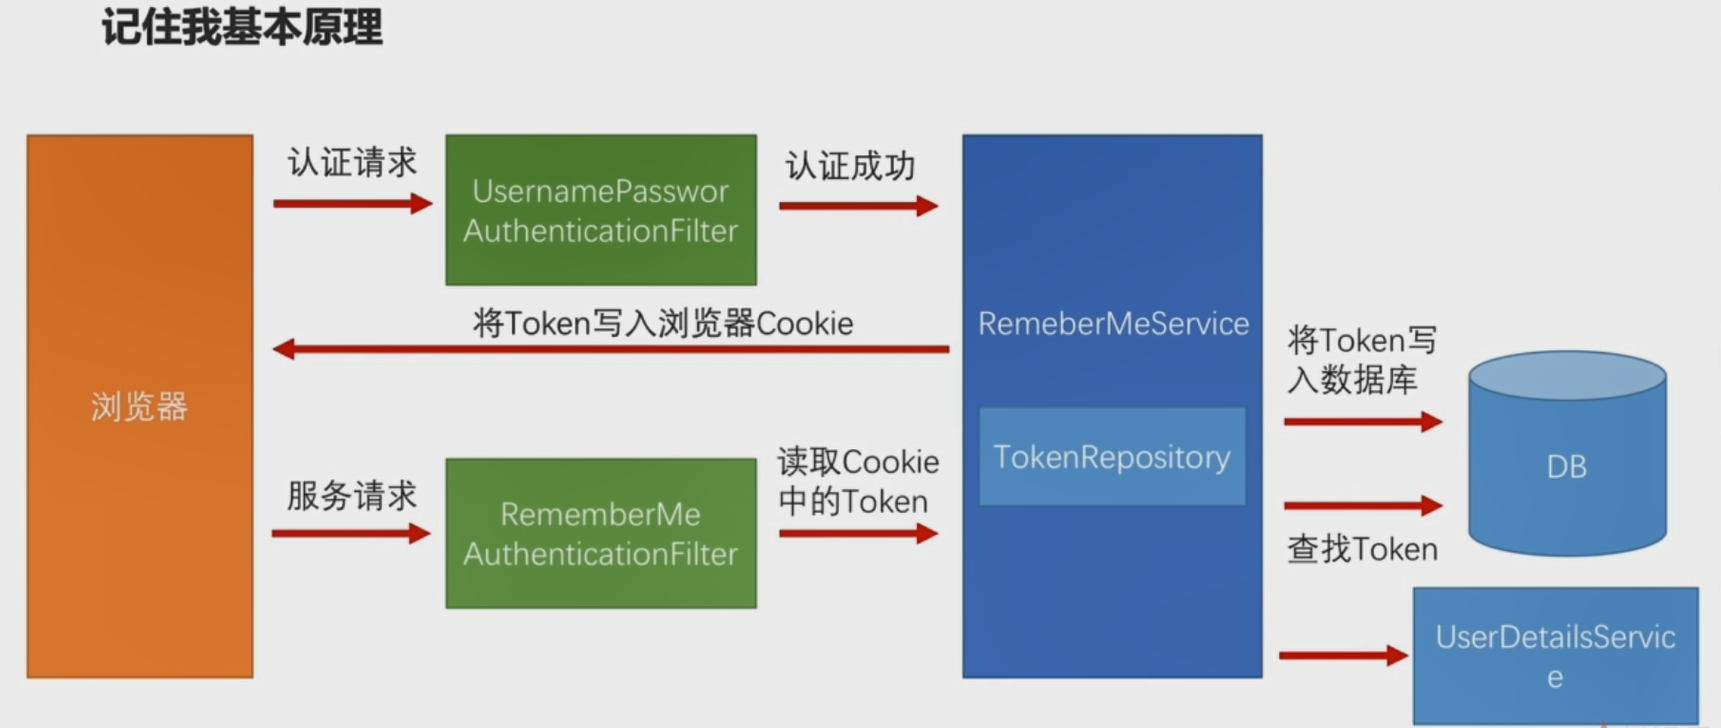 记住我基本原理
认证请求
UsernamePasswor
AuthenticationFilter
认证成功
将Token写入浏览器Cookie
RemeberMeService
将Token写
入数据库
浏览器
TokenRepository
DB
服务请求
RememberMe
AuthenticationFilter
读取Cookie
中的Token
查找Token
UserDetailsServic
e